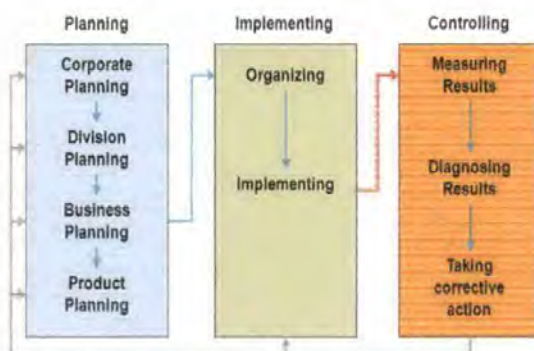 Planning
Implementing
Controlling
Corporate
Planning
Division
Planning
Business
Planning
Product
Planning
Organizing
Implementing
Measuring
Results
Diagnosing
Results
Taking
corrective
action